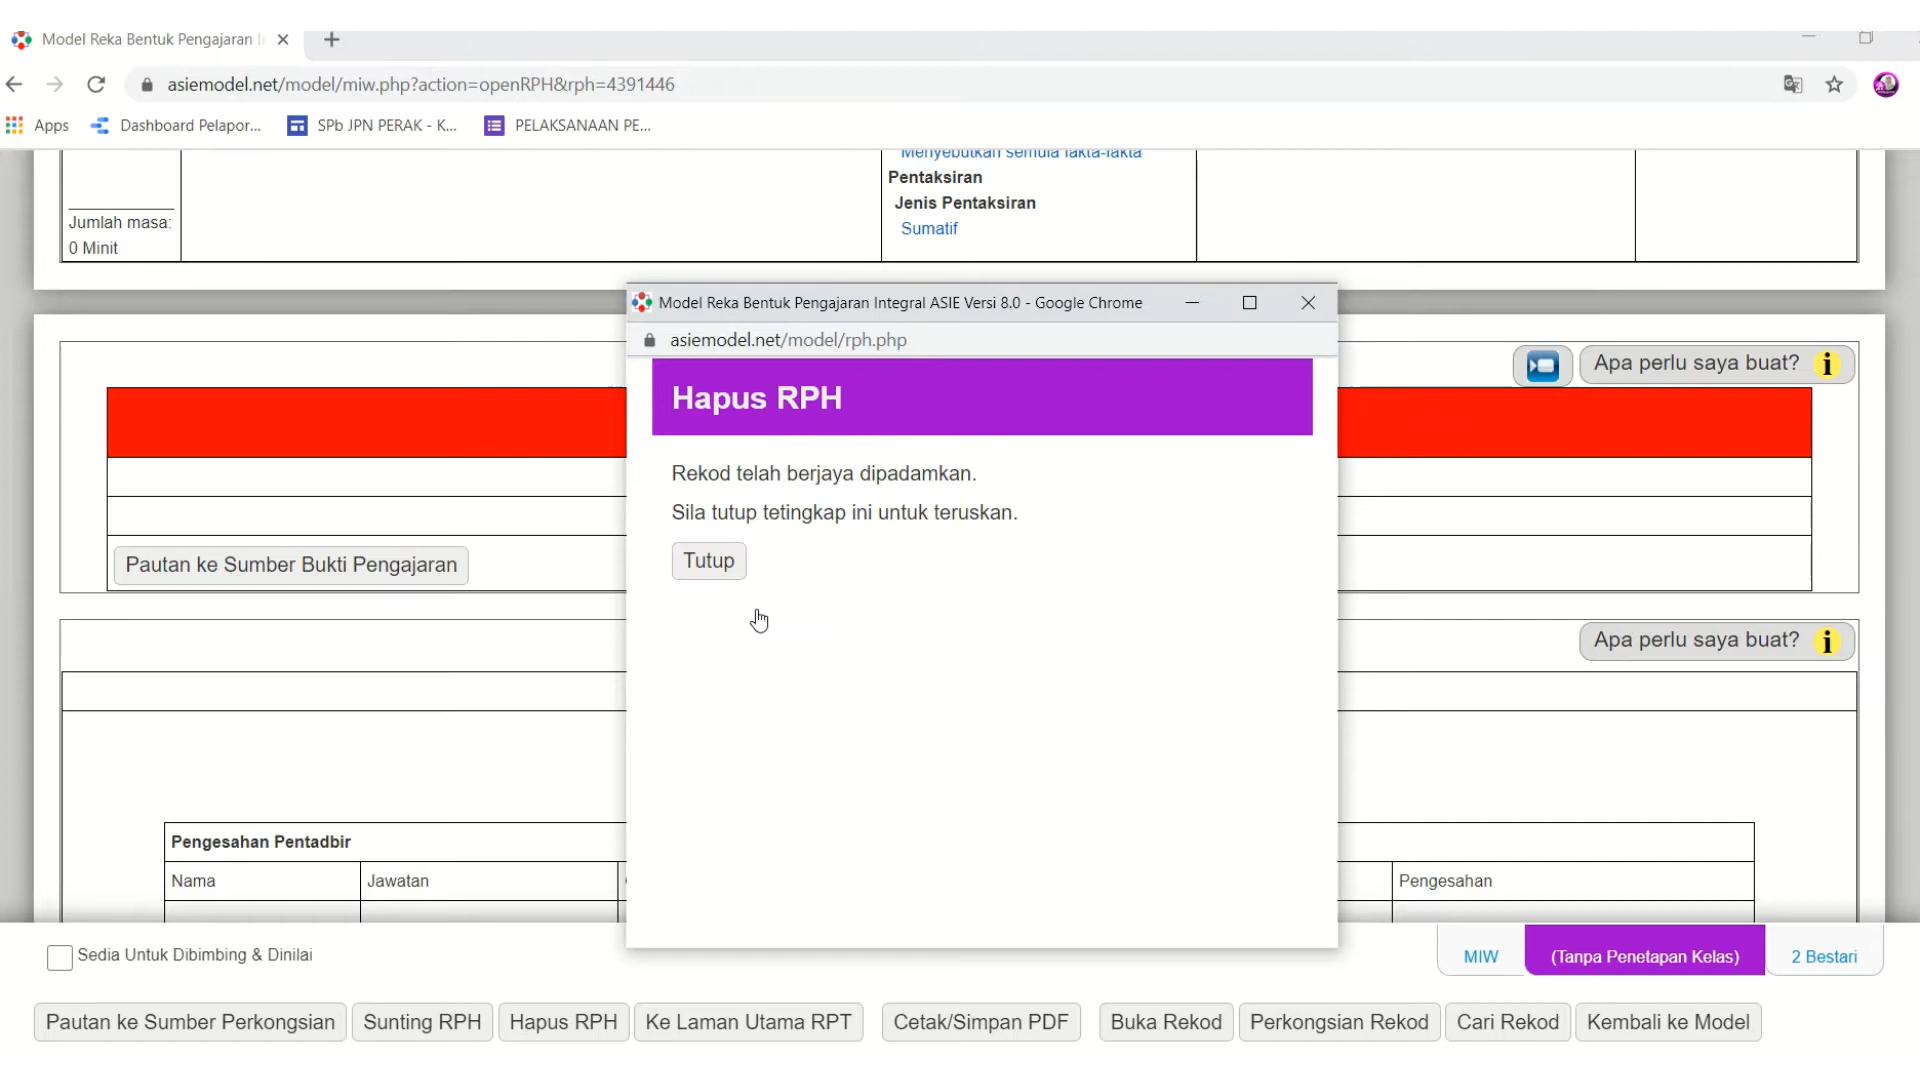 Model Reka Bentuk Pengajaran I
asiemodel.net/model/miw.php?action=openRPH&rph=4391446
Apps
Dashboard Pelapor...
SPb JPN PERAK - K...
PELAKSANAAN PE...
Menyebutkan semula fakta-fakta
Pentaksiran
Jenis Pentaksiran
Sumatif
Jumlah masa:
0 Minit
Model Reka Bentuk Pengajaran Integral ASIE Versi 8.0 - Google Chrome
asiemodel.net/model/rph.php
Hapus RPH
Rekod telah berjaya dipadamkan.
Sila tutup tetingkap ini untuk teruskan.
Tutup
Apa perlu saya buat?
Pautan ke Sumber Bukti Pengajaran
Apa perlu saya buat?
Pengesahan Pentadbir
Nama
Jawatan
Pengesahan
Sedia Untuk Dibimbing & Dinilai
MIW
(Tanpa Penetapan Kelas)
2 Bestari
Pautan ke Sumber Perkongsian
Sunting RPH
Hapus RPH
Ke Laman Utama RPT
Cetak/Simpan PDF
Buka Rekod
Perkongsian Rekod
Cari Rekod
Kembali ke Model